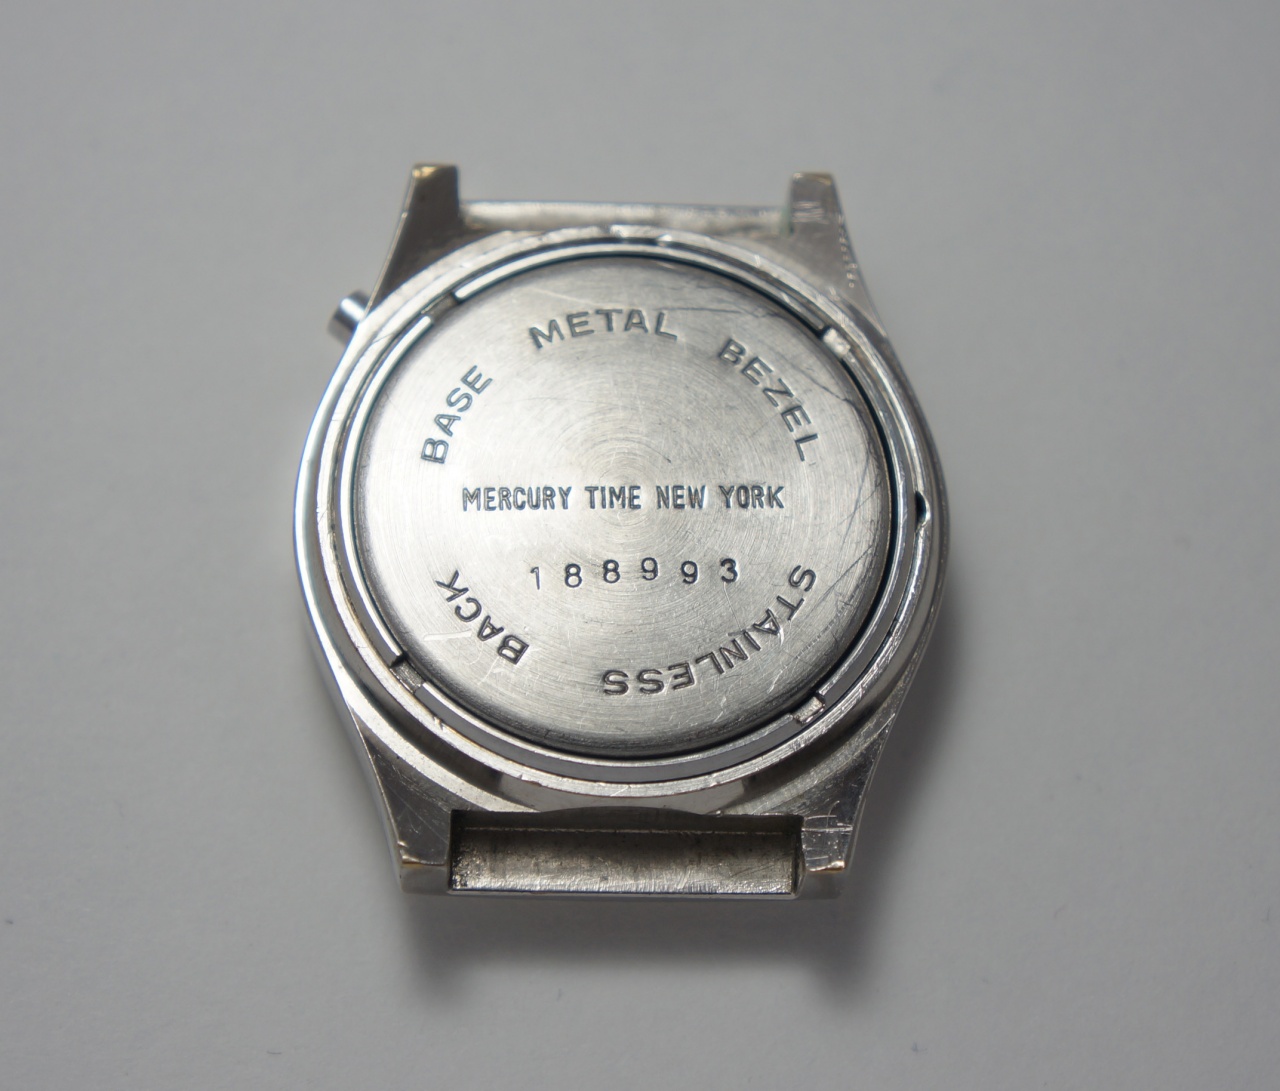 BASE METAL BEZEL
MERCURY TIME NEW YORK
188993
STAINLESS BACK